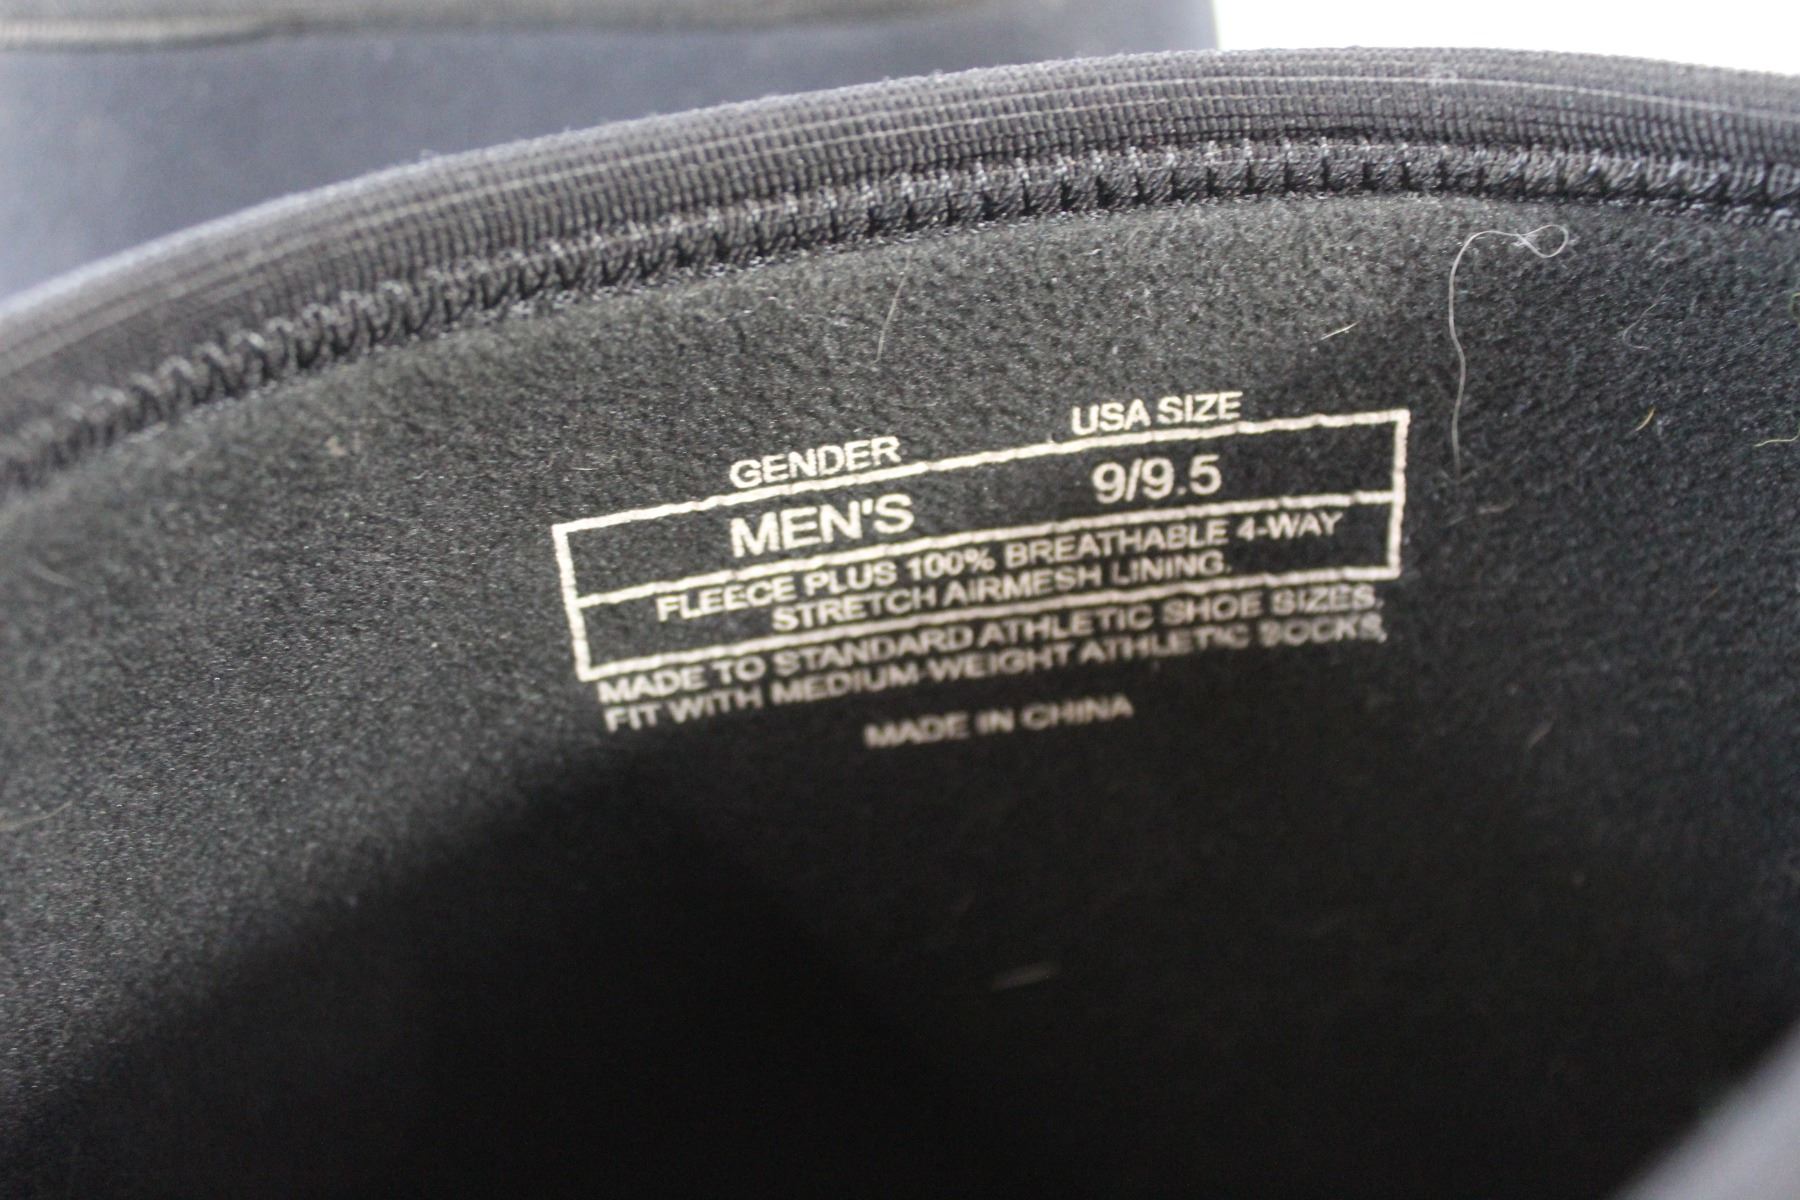 GENDER USA SIZE
MEN'S 9/9.5
FLEECE PLUS 100% BREATHABLE 4-WAY
STRETCH AIRMESH LINING.
MADE TO STANDARD ATHLETIC SHOE SIZES.
FIT WITH MEDIUM-WEIGHT ATHLETIC SOCKS.
MADE IN CHINA